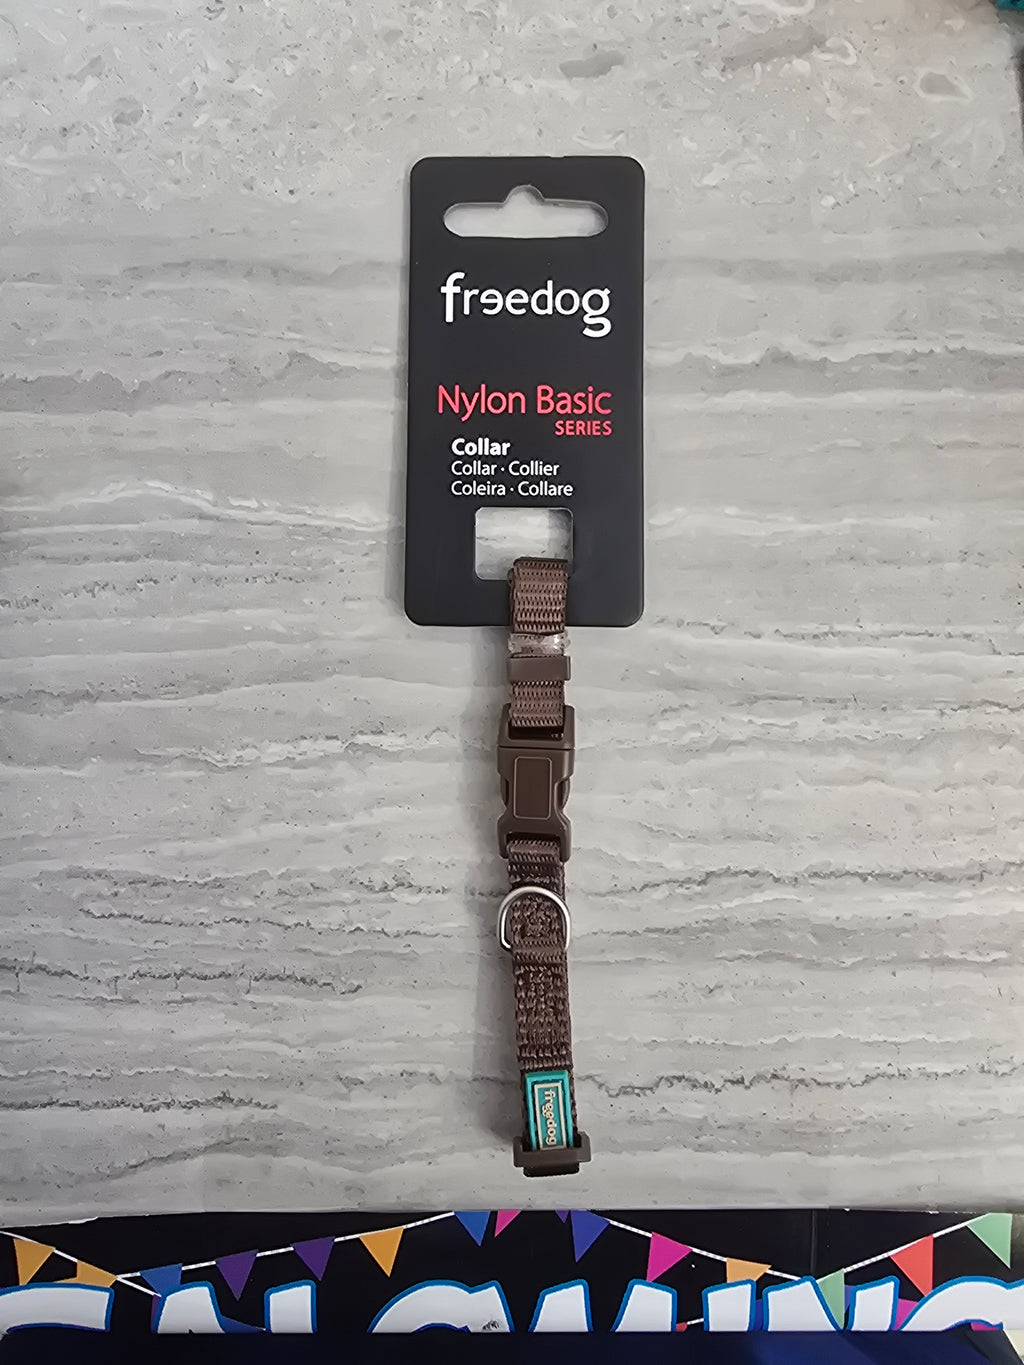 freedog
Nylon Basic
SERIES
Collar
Collar · Collier
Coleira · Collare
freedog